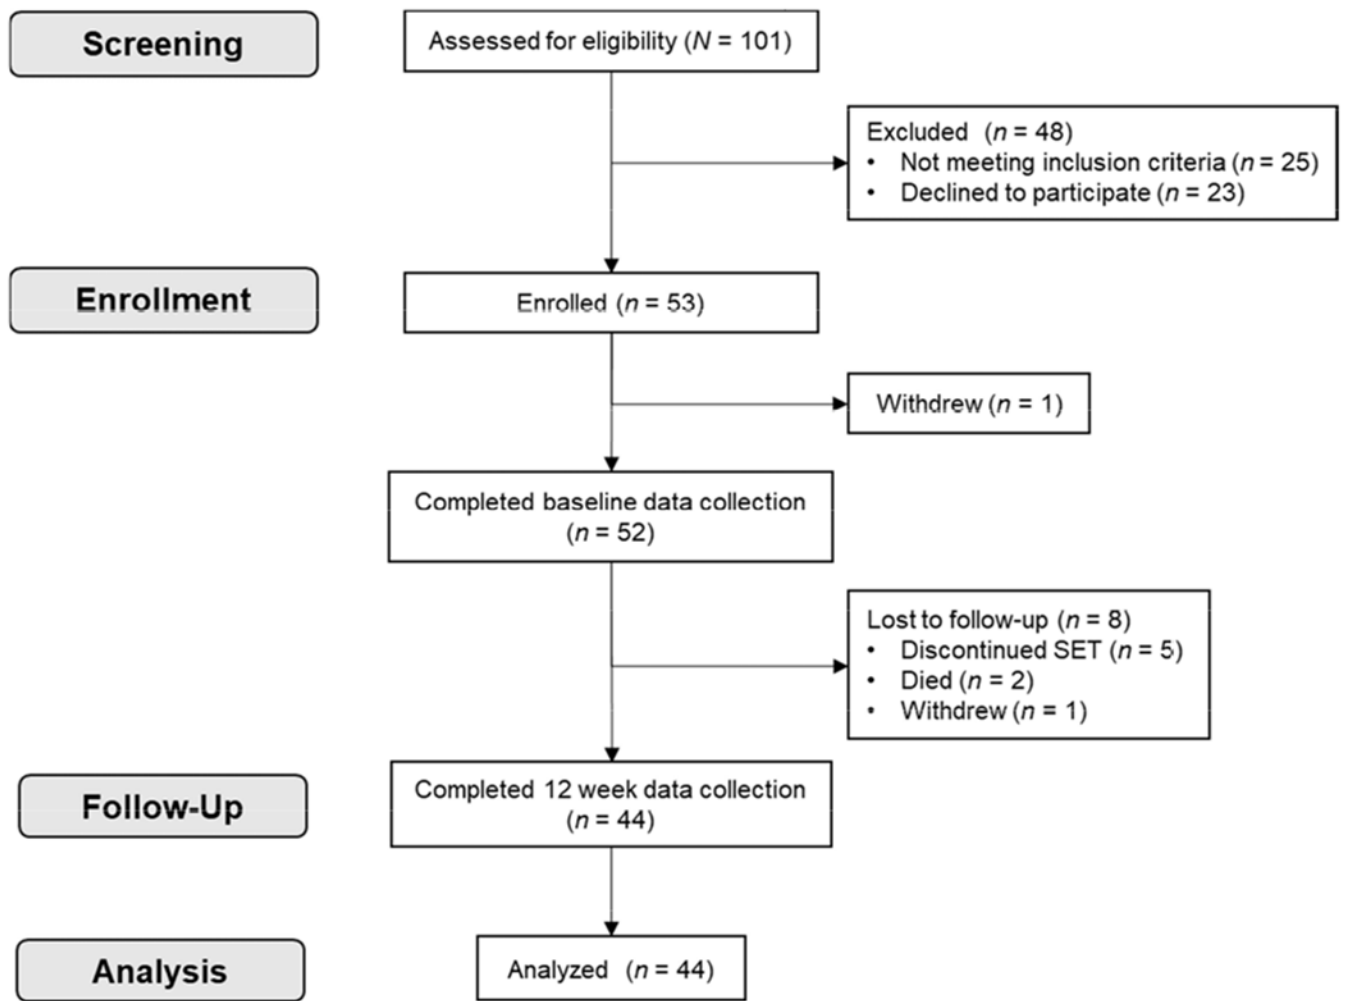 Screening
Assessed for eligibility (N = 101)
Excluded (n = 48)
• Not meeting inclusion criteria (n = 25)
• Declined to participate (n = 23)
Enrollment
Enrolled (n = 53)
Withdrew (n = 1)
Completed baseline data collection
(n = 52)
Lost to follow-up (n = 8)
• Discontinued SET (n = 5)
• Died (n = 2)
• Withdrew (n = 1)
Follow-Up
Completed 12 week data collection
(n = 44)
Analysis
Analyzed (n = 44)